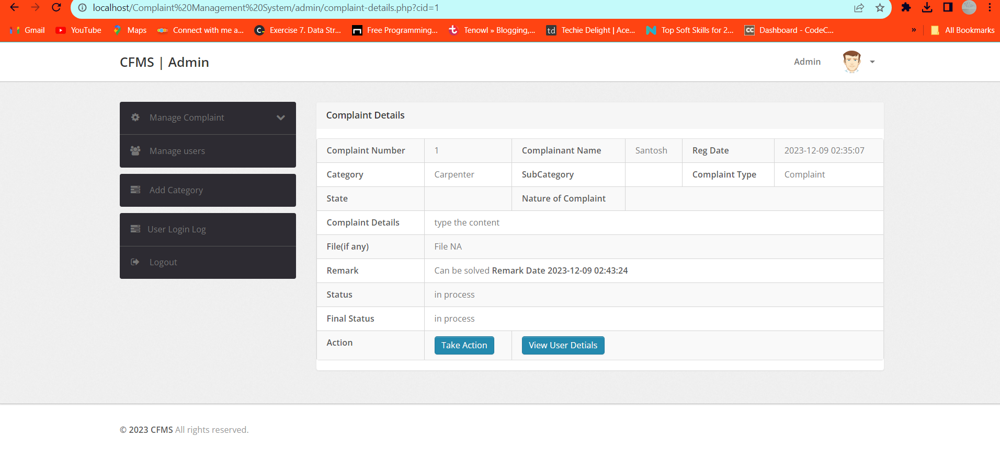 localhost/Complaint%20Management%20System/admin/complaint-details.php?cid=1
Gmail YouTube Maps Connect with me a... Exercise 7. Data Str... Free Programming... Tenowl » Blogging,... td Techie Delight | Ace... Top Soft Skills for 2... CC Dashboard - CodeC... » All Bookmarks
CFMS | Admin
Admin
Manage Complaint
Manage users
Add Category
User Login Log
Logout
Complaint Details
Complaint Number 1 Complainant Name Santosh Reg Date 2023-12-09 02:35:07
Category Carpenter SubCategory Complaint Type Complaint
State Nature of Complaint
Complaint Details type the content
File(if any) File NA
Remark Can be solved Remark Date 2023-12-09 02:43:24
Status in process
Final Status in process
Action Take Action View User Detials
© 2023 CFMS All rights reserved.